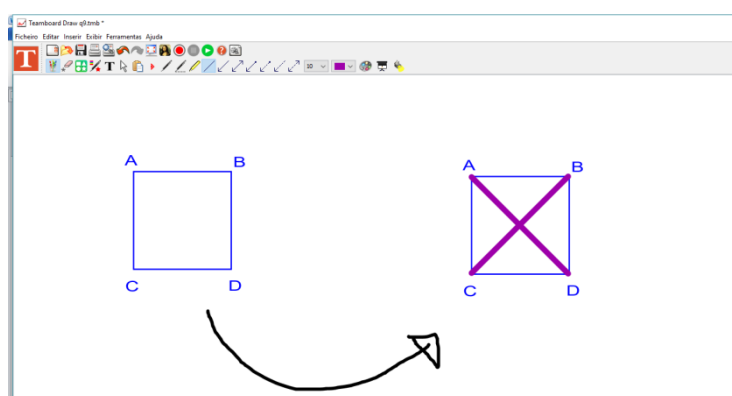 Teamboard Draw q9.tmb *
Ficheiro Editar Inserir Exibir Ferramentas Ajuda
T
T 10
A B
A B
C D
C D